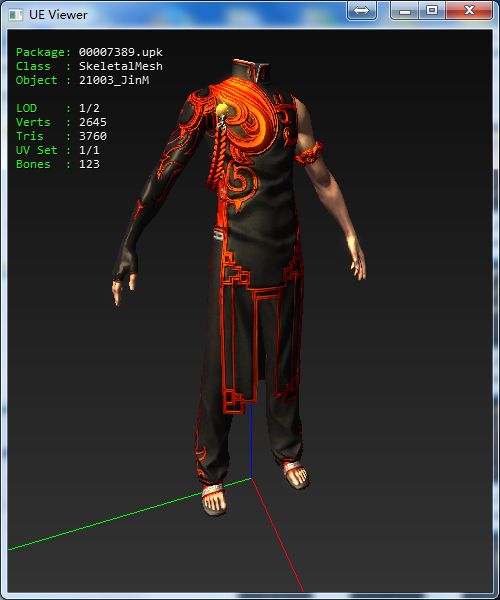 UE Viewer
Package: 00007389.upk
Class : SkeletalMesh
Object : 21003_JinM
LOD : 1/2
Verts : 2645
Tris : 3760
UV Set : 1/1
Bones : 123